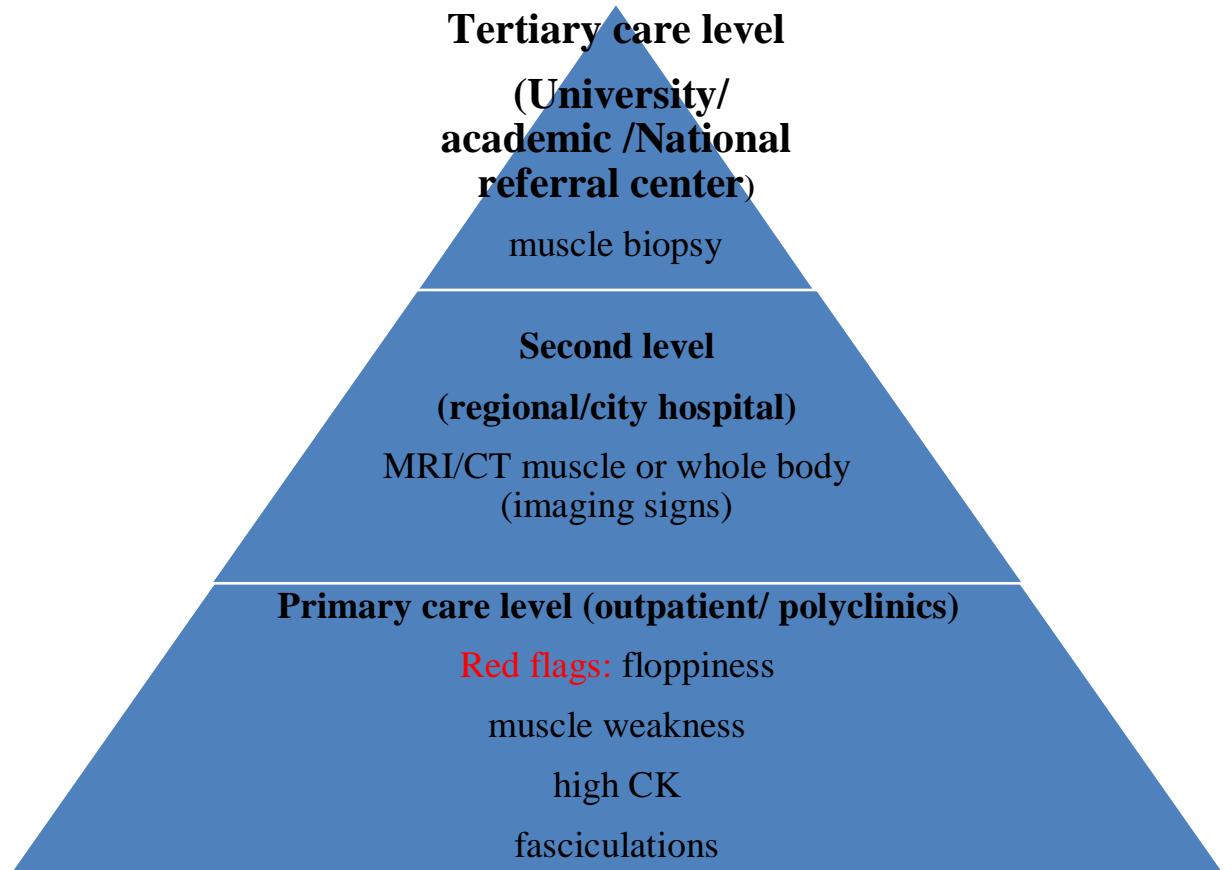 Tertiary care level
(University/
academic /National
referral center)
muscle biopsy
Second level
(regional/city hospital)
MRI/CT muscle or whole body
(imaging signs)
Primary care level (outpatient/ polyclinics)
Red flags: floppiness
muscle weakness
high CK
fasciculations